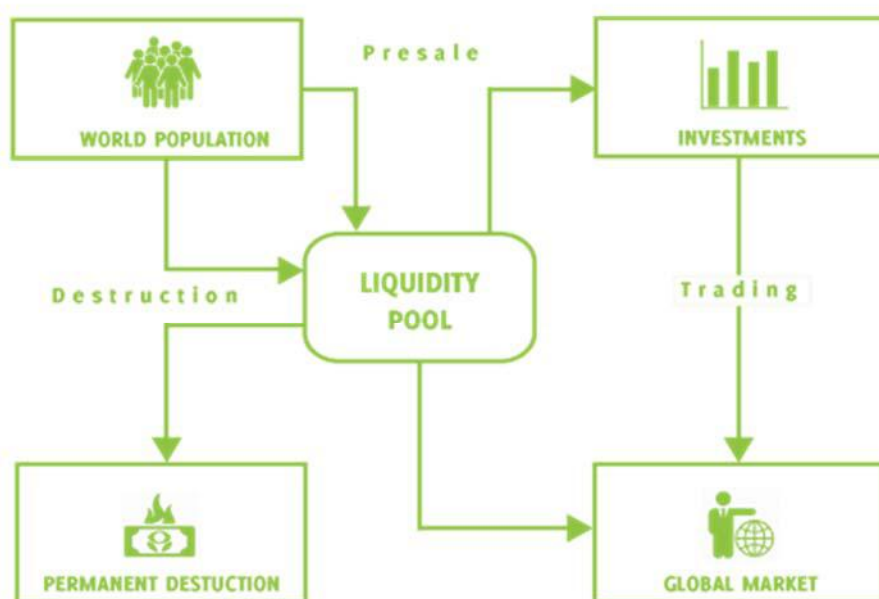 Presale
WORLD POPULATION
INVESTMENTS
LIQUIDITY
POOL
Destruction
Trading
PERMANENT DESTUCTION
GLOBAL MARKET